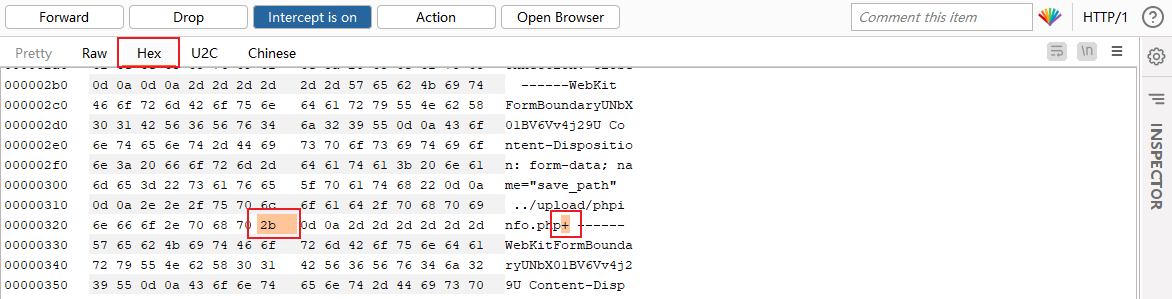 Forward Drop Intercept is on Action Open Browser Comment this item HTTP/1 ?
Pretty Raw Hex U2C Chinese \n
000002b0 0d 0a 0d 0a 2d 2d 2d 2d 2d 2d 57 65 62 4b 69 74 ------WebKit
000002c0 46 6f 72 6d 42 6f 75 6e 64 61 72 79 55 4e 62 58 FormBoundaryUNbX
000002d0 30 31 42 56 36 56 76 34 6a 32 39 55 0d 0a 43 6f 01BV6Vv4j29U Co
000002e0 6e 74 65 6e 74 2d 44 69 73 70 6f 73 69 74 69 6f ntent-Dispositio
000002f0 6e 3a 20 66 6f 72 6d 2d 64 61 74 61 3b 20 6e 61 n: form-data; na
00000300 6d 65 3d 22 73 61 76 65 5f 70 61 74 68 22 0d 0a me="save_path"
00000310 0d 0a 2e 2e 2f 75 70 6c 6f 61 64 2f 70 68 70 69 ../upload/phpi
00000320 6e 66 6f 2e 70 68 70 2b 0d 0a 2d 2d 2d 2d 2d 2d nfo.php+ ------
00000330 57 65 62 4b 69 74 46 6f 72 6d 42 6f 75 6e 64 61 WebKitFormBounda
00000340 72 79 55 4e 62 58 30 31 42 56 36 56 76 34 6a 32 ryUNbX01BV6Vv4j2
00000350 39 55 0d 0a 43 6f 6e 74 65 6e 74 2d 44 69 73 70 9U Content-Disp
INSPECTOR